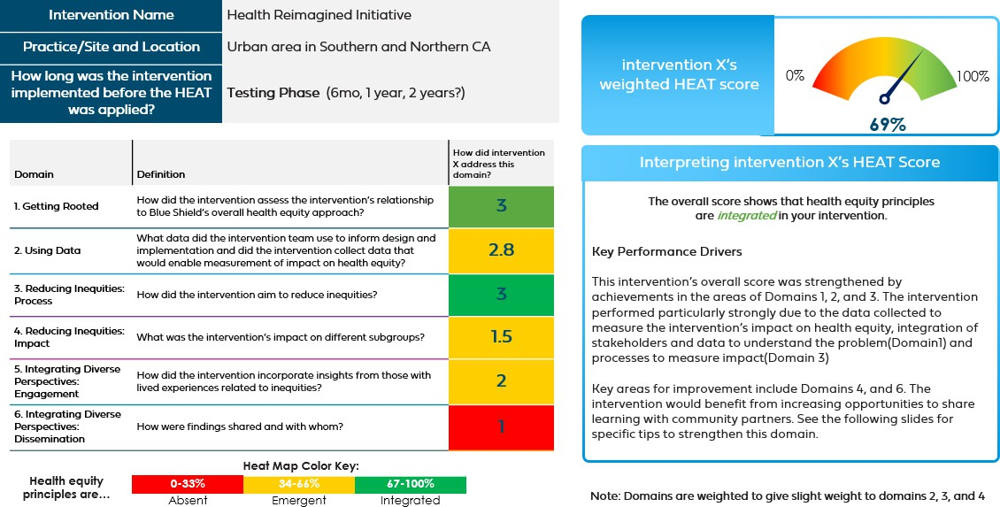 Intervention Name
Health Reimagined Initiative
Practice/Site and Location
Urban area in Southern and Northern CA
How long was the intervention
implemented before the HEAT
was applied?
Testing Phase (6mo, 1 year, 2 years?)
Domain
Definition
How did intervention
X address this
domain?
1. Getting Rooted
How did the intervention assess the intervention's relationship
to Blue Shield's overall health equity approach?
3
2. Using Data
What data did the intervention team use to inform design and
implementation and did the intervention collect data that
would enable measurement of impact on health equity?
2.8
3. Reducing Inequities:
Process
How did the intervention aim to reduce inequities?
3
4. Reducing Inequities:
Impact
What was the intervention's impact on different subgroups?
1.5
5. Integrating Diverse
Perspectives:
Engagement
How did the intervention incorporate insights from those with
lived experiences related to inequities?
2
6. Integrating Diverse
Perspectives:
Dissemination
How were findings shared and with whom?
1
Heat Map Color Key:
Health equity
principles are...
0-33%
34-66%
67-100%
Absent
Emergent
Integrated
intervention X's
weighted HEAT score
0%
100%
69%
Interpreting intervention X's HEAT Score
The overall score shows that health equity principles
are integrated in your intervention.
Key Performance Drivers
This intervention's overall score was strengthened by
achievements in the areas of Domains 1, 2, and 3. The intervention
performed particularly strongly due to the data collected to
measure the intervention's impact on health equity, integration of
stakeholders and data to understand the problem(Domain1) and
processes to measure impact(Domain 3)
Key areas for improvement include Domains 4, and 6. The
intervention would benefit from increasing opportunities to share
learning with community partners. See the following slides for
specific tips to strengthen this domain.
Note: Domains are weighted to give slight weight to domains 2, 3, and 4